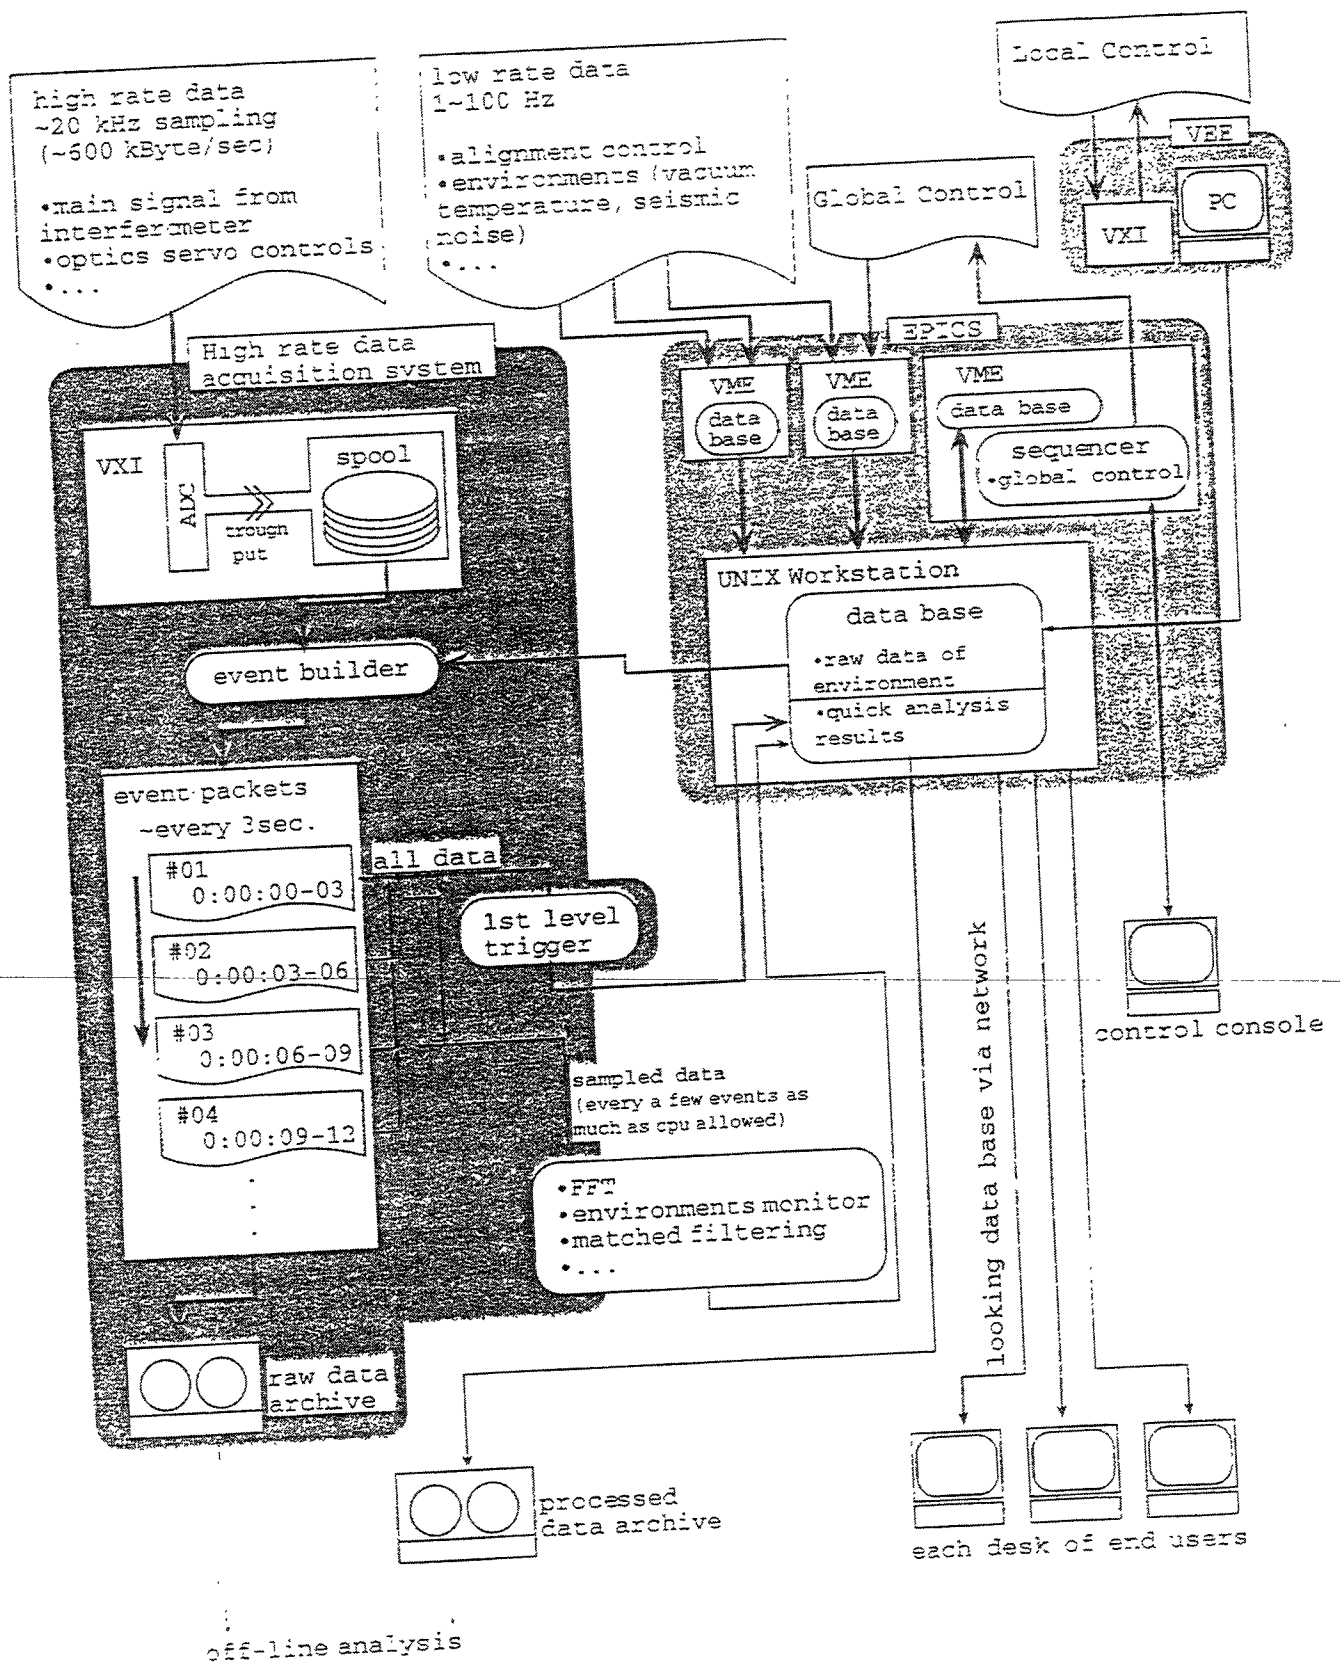 high rate data
~20 kHz sampling
(~600 kByte/sec)
•main signal from
interferometer
•optics servo controls
•...
low rate data
1~100 Hz
•alignment control
•environments (vacuum
temperature, seismic
noise)
•...
Global Control
Local Control
VEE
VXI
PC
High rate data
acquisition system
VXI
ADC
trough
put
spool
EPICS
VME
data
base
VME
data
base
VME
data base
sequencer
•global control
UNIX Workstation
data base
•raw data of
environment
•quick analysis
results
event builder
event packets
~every 3sec.
#01
0:00:00-03
#02
0:00:03-06
#03
0:00:06-09
#04
0:00:09-12
.
.
.
all data
1st level
trigger
sampled data
(every a few events as
much as cpu allowed)
•FFT
•environments monitor
•matched filtering
•...
looking data base via network
control console
raw data
archive
processed
data archive
each desk of end users
off-line analysis